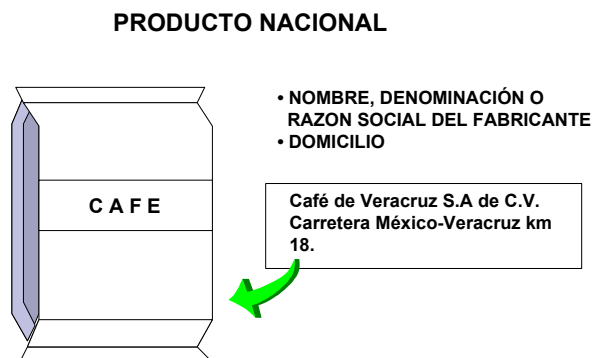 PRODUCTO NACIONAL
• NOMBRE, DENOMINACIÓN O
RAZON SOCIAL DEL FABRICANTE
• DOMICILIO
C A F E
Café de Veracruz S.A de C.V.
Carretera México-Veracruz km
18.